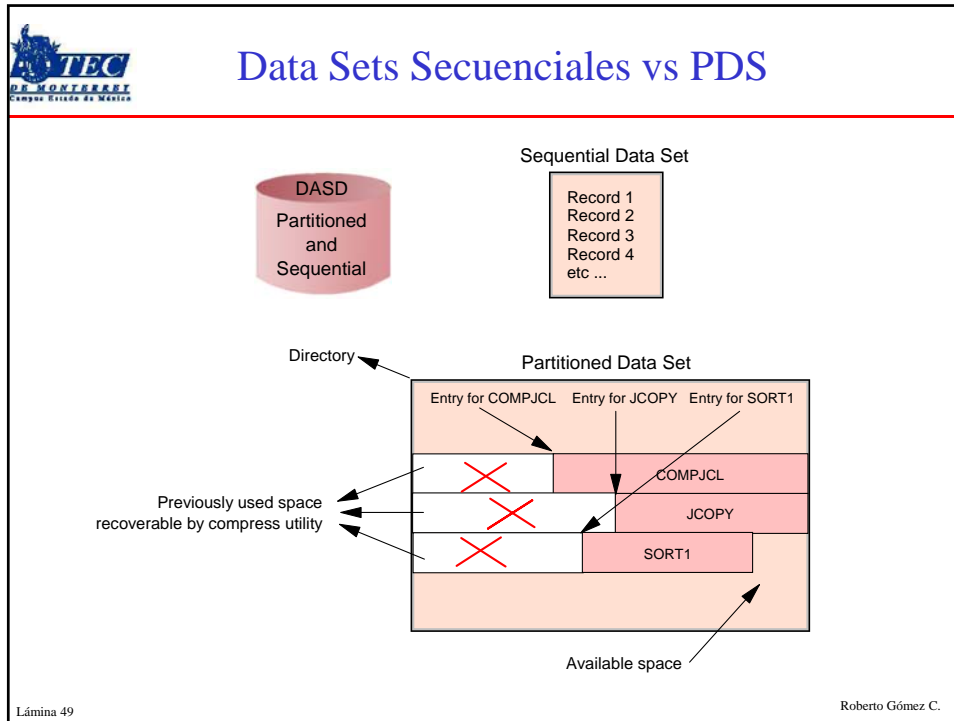 TEC
DE MONTERREY
Campus Estado de México
Data Sets Secuenciales vs PDS
DASD
Partitioned
and
Sequential
Sequential Data Set
Record 1
Record 2
Record 3
Record 4
etc ...
Directory
Partitioned Data Set
Entry for COMPJCL
Entry for JCOPY
Entry for SORT1
COMPJCL
JCOPY
SORT1
Previously used space
recoverable by compress utility
Available space
Lámina 49
Roberto Gómez C.